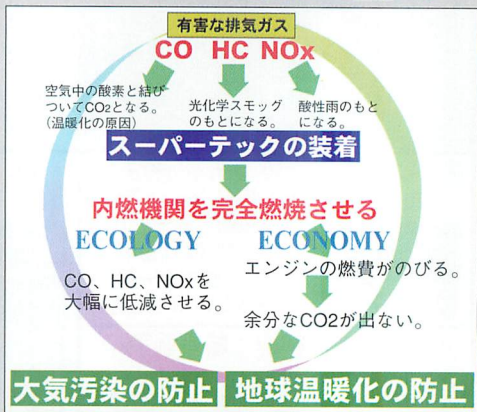 有害な排気ガス
CO HC NOx
空気中の酸素と結び
ついてCO2となる。
(温暖化の原因)
光化学スモッグ
のもとになる。
酸性雨のもと
になる。
スーパーテックの装着
内燃機関を完全燃焼させる
ECOLOGY
ECONOMY
CO、HC、NOxを
大幅に低減させる。
エンジンの燃費がのびる。
余分なCO2が出ない。
大気汚染の防止
地球温暖化の防止